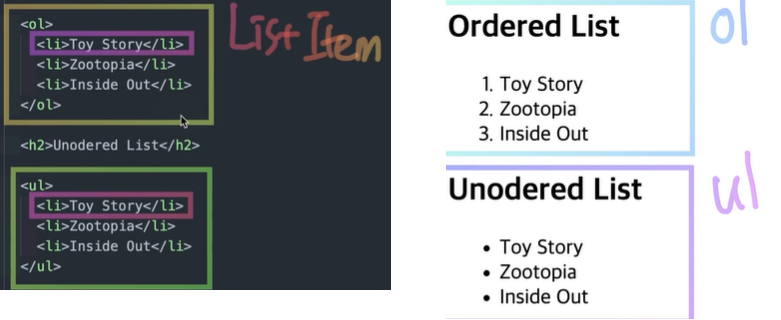 <ol>
<li>Toy Story</li>
<li>Zootopia</li>
<li>Inside Out</li>
</ol>
List Item
<h2>Unodered List</h2>
<ul>
<li>Toy Story</li>
<li>Zootopia</li>
<li>Inside Out</li>
</ul>
Ordered List
ol
1. Toy Story
2. Zootopia
3. Inside Out
Unodered List
ul
• Toy Story
• Zootopia
• Inside Out